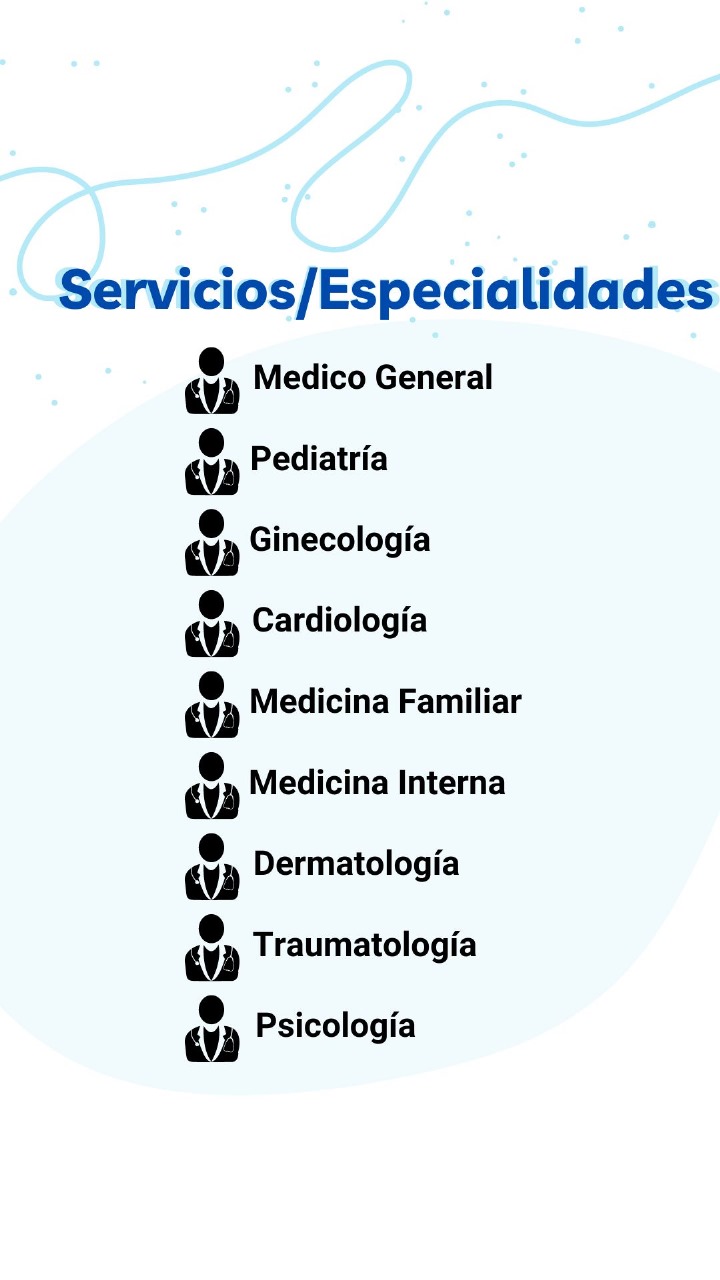 Servicios/Especialidades
Medico General
Pediatría
Ginecología
Cardiología
Medicina Familiar
Medicina Interna
Dermatología
Traumatología
Psicología